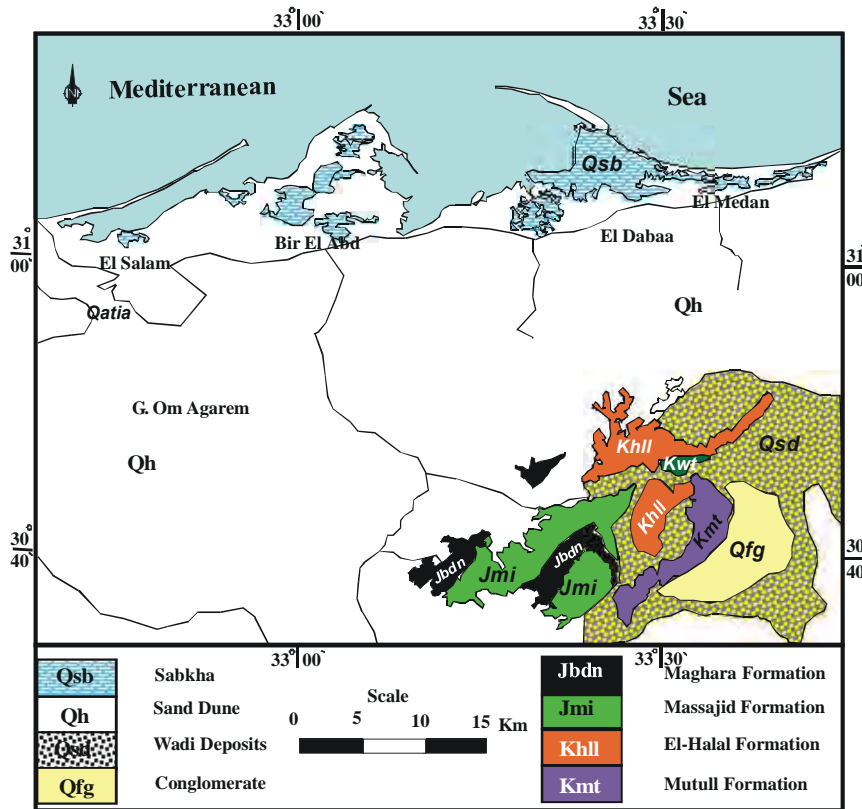 33°00' 33°30'
N
Mediterranean Sea
Qsb
El Medan
31°00' El Salam Bir El Abd El Dabaa 31°00'
Qatia
Qh
G. Om Agarem
Qh
Khll
Kwt
Qsd
Khll
Kmt
Qfg
30°40' Jbdn Jmi Jbdn Jmi 30°40'
33°00' 33°30'
Qsb Sabkha
Qh Sand Dune
Qsd Wadi Deposits
Qfg Conglomerate
Scale
0 5 10 15 Km
Jbdn Maghara Formation
Jmi Massajid Formation
Khll El-Halal Formation
Kmt Mutull Formation